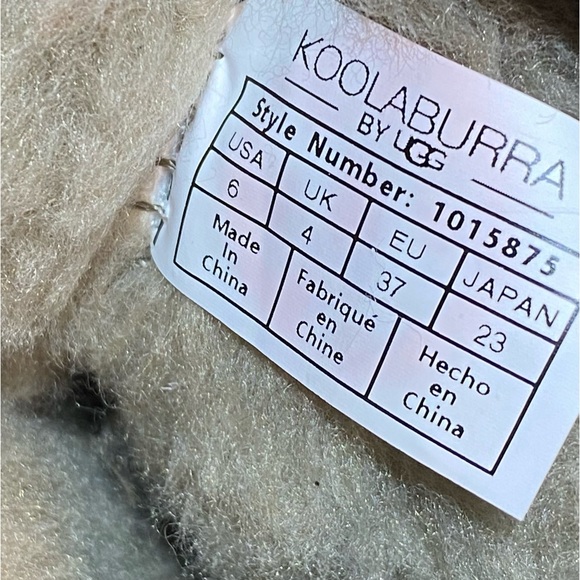 KOOLABURRA
BY UGG
Style Number: 1015875
USA UK EU JAPAN
6 4 37 23
Made In China
Fabriqué en Chine
Hecho en China